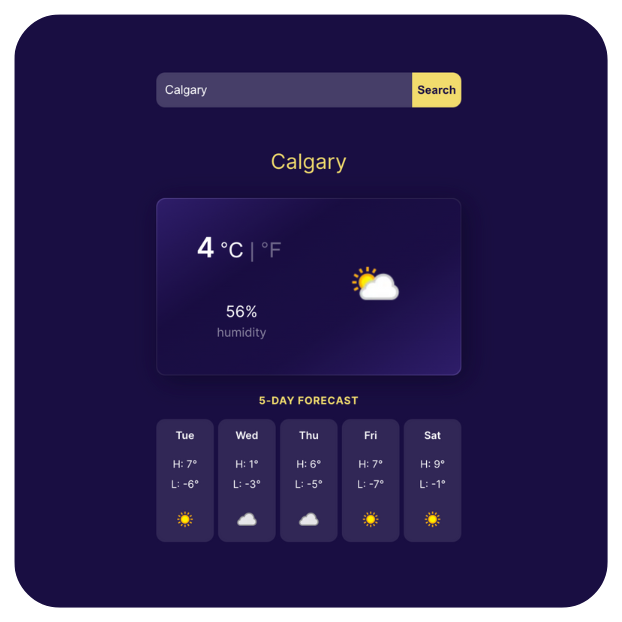 Calgary
Search
Calgary
4 °C | °F
56%
humidity
5-DAY FORECAST
Tue Wed Thu Fri Sat
H: 7° H: 1° H: 6° H: 7° H: 9°
L: -6° L: -3° L: -5° L: -7° L: -1°